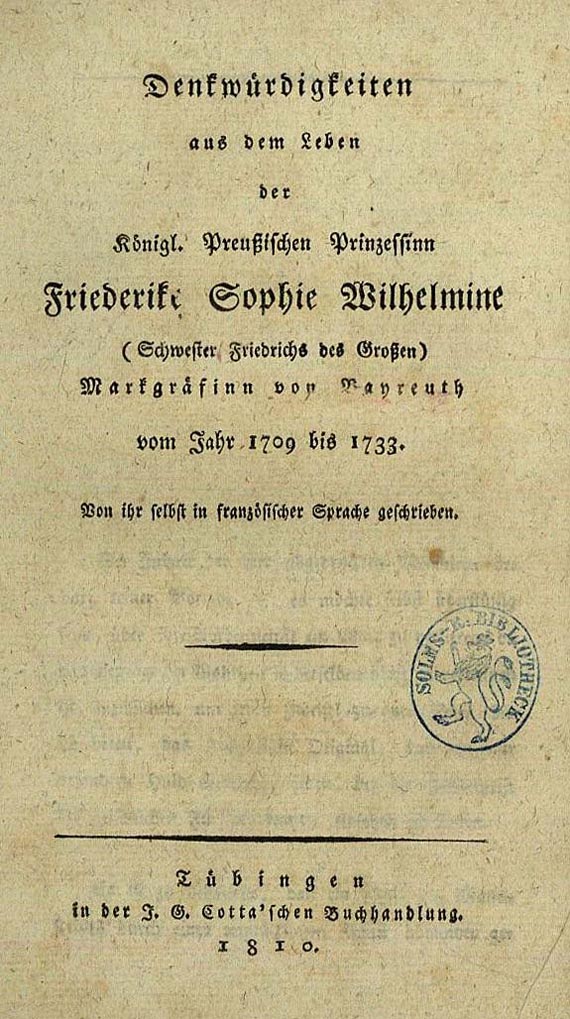 Denkwürdigkeiten
aus dem Leben
der
Königl. Preußischen Prinzessinn
Friederike Sophie Wilhelmine
(Schwester Friedrichs des Großen)
Markgräfinn von Bayreuth
vom Jahr 1709 bis 1733.
Von ihr selbst in französischer Sprache geschrieben.
SOLMS-L. BIBLIOTHECK
Tübingen
in der J. G. Cotta'schen Buchhandlung.
1810.